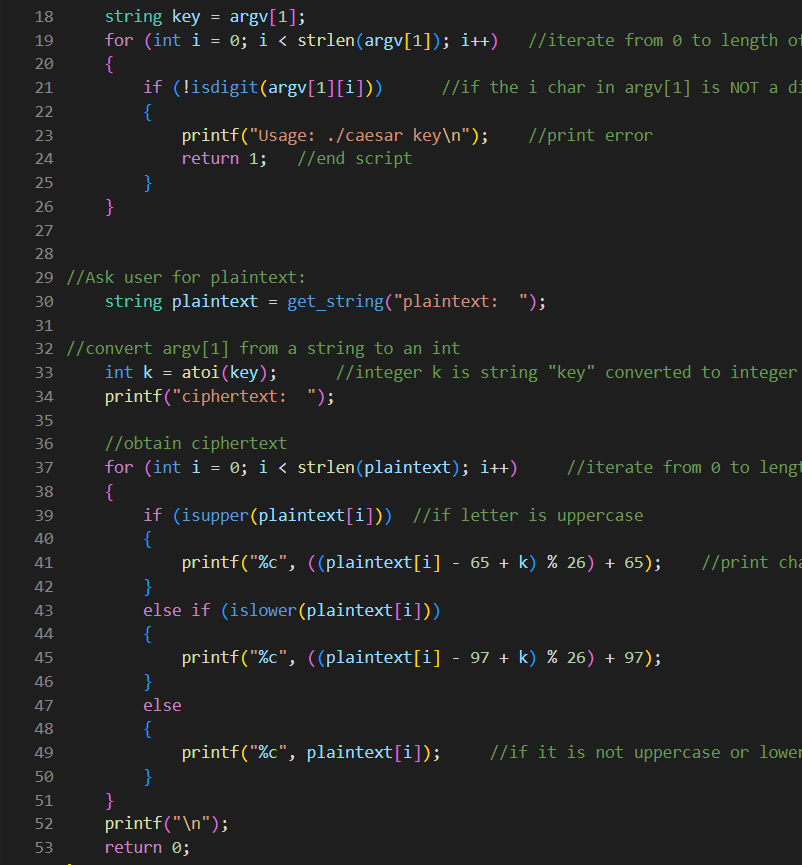 18 string key = argv[1];
19 for (int i = 0; i < strlen(argv[1]); i++) //iterate from 0 to length of
20 {
21 if (!isdigit(argv[1][i])) //if the i char in argv[1] is NOT a di
22 {
23 printf("Usage: ./caesar key\n"); //print error
24 return 1; //end script
25 }
26 }
27
28
29 //Ask user for plaintext:
30 string plaintext = get_string("plaintext:  ");
31
32 //convert argv[1] from a string to an int
33 int k = atoi(key); //integer k is string "key" converted to integer
34 printf("ciphertext:  ");
35
36 //obtain ciphertext
37 for (int i = 0; i < strlen(plaintext); i++) //iterate from 0 to lengt
38 {
39 if (isupper(plaintext[i])) //if letter is uppercase
40 {
41 printf("%c", ((plaintext[i] - 65 + k) % 26) + 65); //print cha
42 }
43 else if (islower(plaintext[i]))
44 {
45 printf("%c", ((plaintext[i] - 97 + k) % 26) + 97);
46 }
47 else
48 {
49 printf("%c", plaintext[i]); //if it is not uppercase or lower
50 }
51 }
52 printf("\n");
53 return 0;